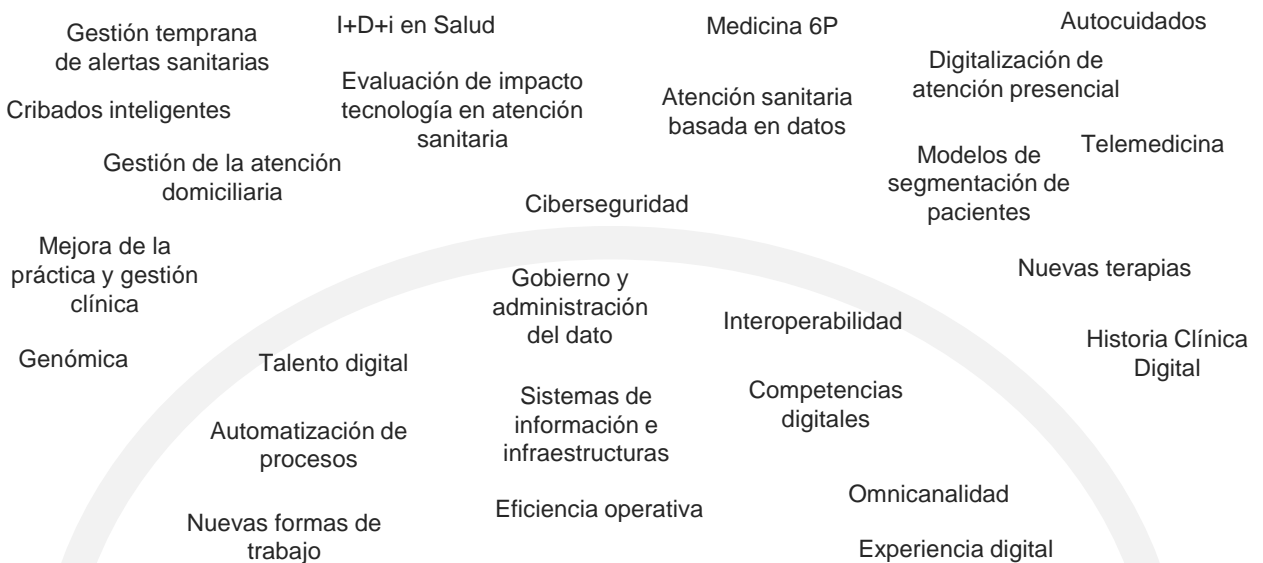 Gestión temprana
de alertas sanitarias
I+D+i en Salud
Medicina 6P
Autocuidados
Cribados inteligentes
Evaluación de impacto
tecnología en atención
sanitaria
Atención sanitaria
basada en datos
Digitalización de
atención presencial
Telemedicina
Gestión de la atención
domiciliaria
Modelos de
segmentación de
pacientes
Ciberseguridad
Mejora de la
práctica y gestión
clínica
Nuevas terapias
Gobierno y
administración
del dato
Interoperabilidad
Historia Clínica
Digital
Genómica
Talento digital
Competencias
digitales
Sistemas de
información e
infraestructuras
Automatización de
procesos
Eficiencia operativa
Omnicanalidad
Nuevas formas de
trabajo
Experiencia digital